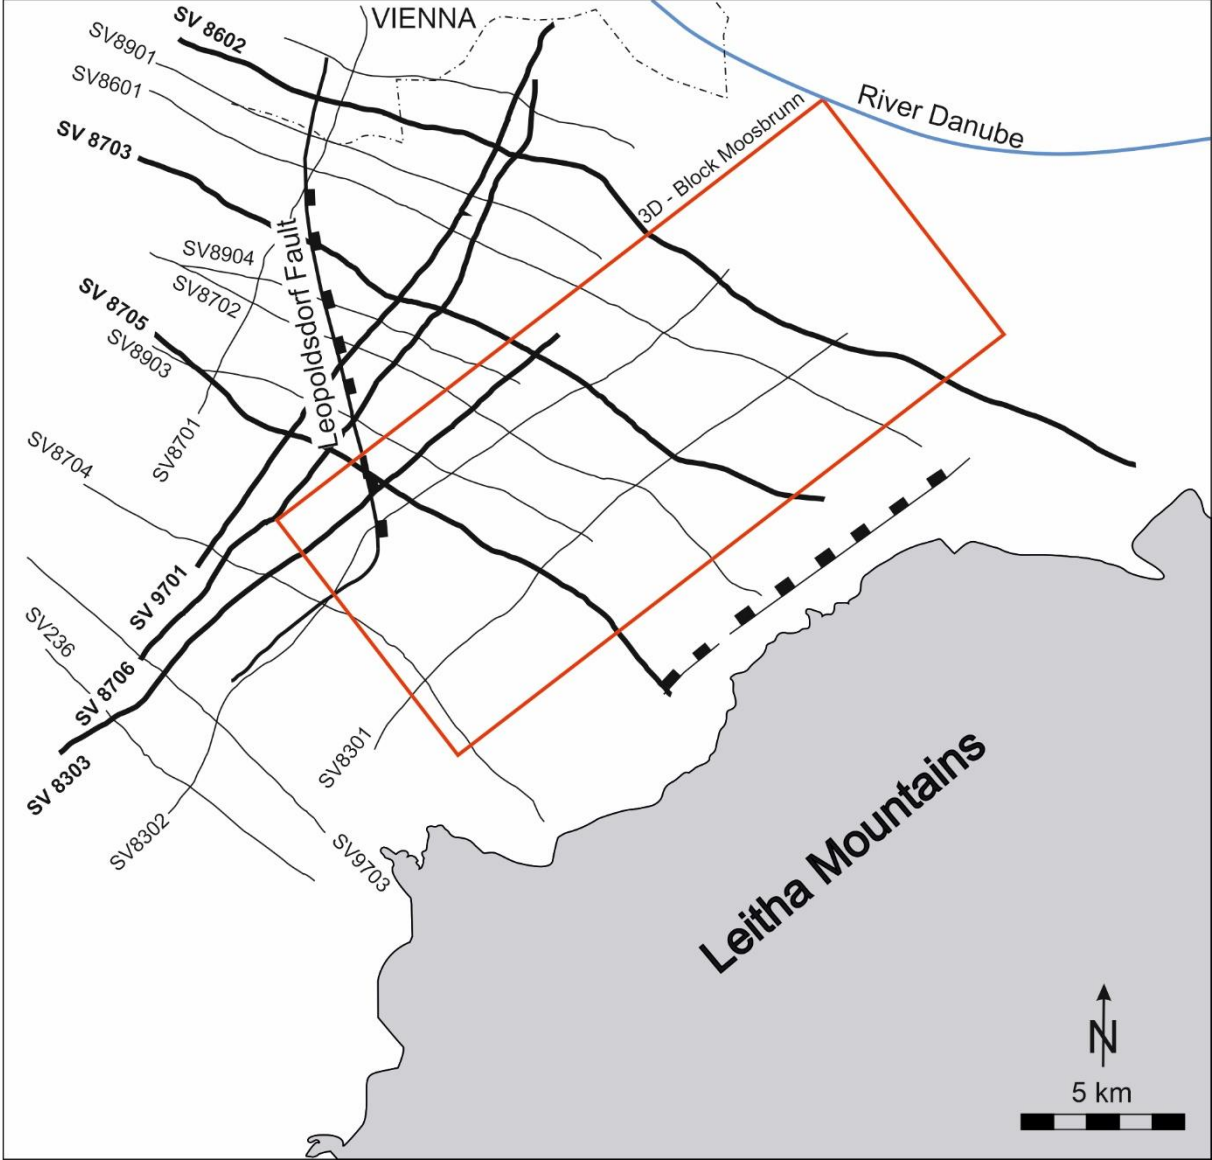 VIENNA
SV 8602
SV8901
SV8601
SV 8703
River Danube
3D - Block Moosbrunn
SV8904
SV8702
Leopoldsdorf Fault
SV 8705
SV8903
SV8701
SV8704
SV 9701
SV236
SV 8706
SV 8303
SV8301
SV8302
SV9703
Leitha Mountains
N
5 km